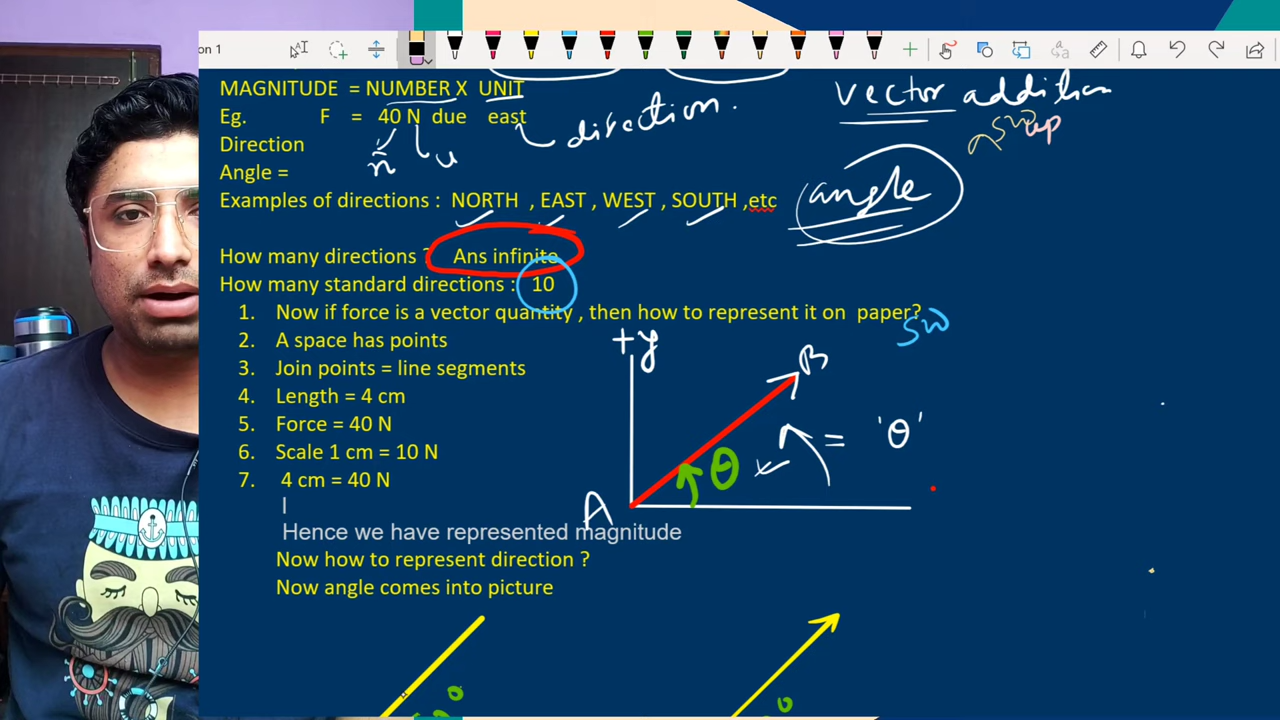 on 1
MAGNITUDE = NUMBER X UNIT
Eg. F = 40 N due east
direction.
vector addition
Direction
n u
SW up
Angle =
angle
Examples of directions : NORTH , EAST , WEST , SOUTH ,etc
How many directions ? Ans infinite
How many standard directions : 10
1. Now if force is a vector quantity , then how to represent it on paper?
SW
2. A space has points
+y
B
3. Join points = line segments
4. Length = 4 cm
5. Force = 40 N
= 'θ'
6. Scale 1 cm = 10 N
θ
7. 4 cm = 40 N
A
Hence we have represented magnitude
Now how to represent direction ?
Now angle comes into picture